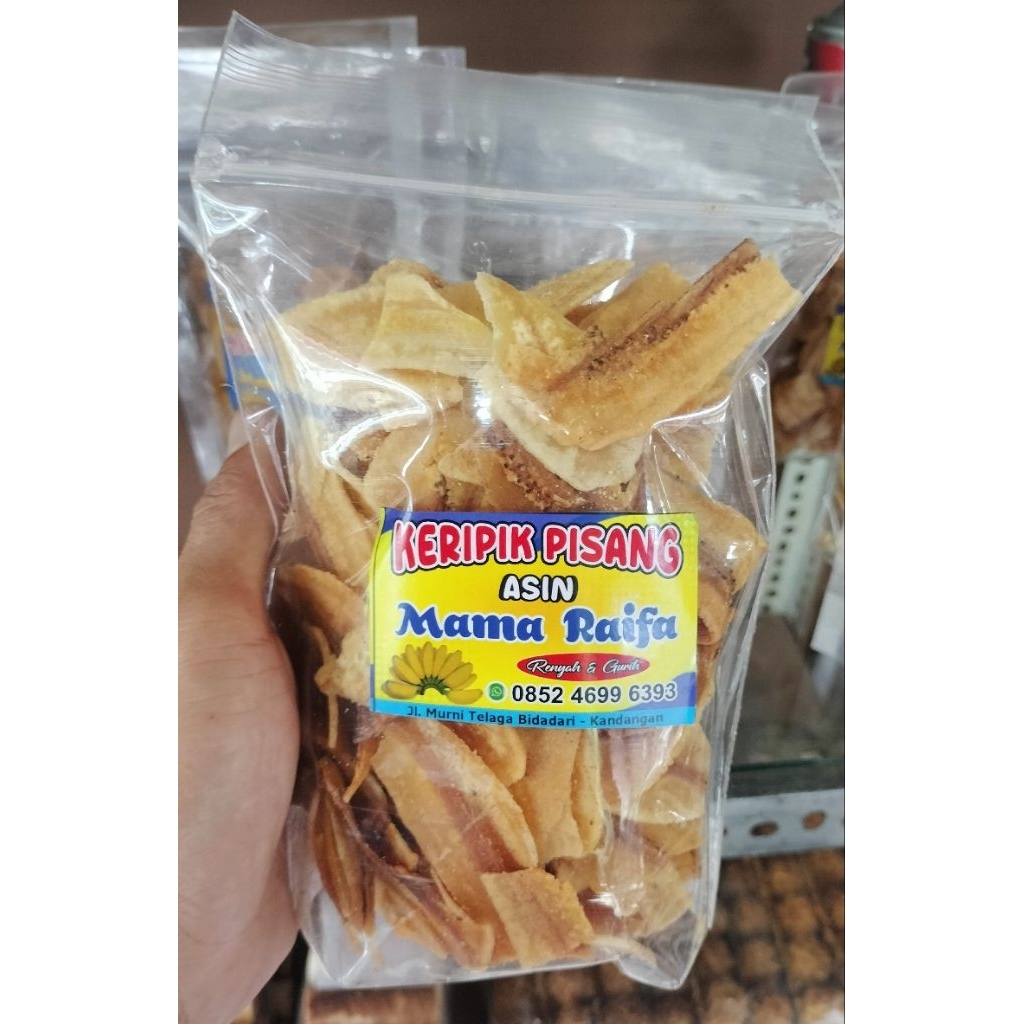 KERIPIK PISANG
ASIN
Mama Raifa
Renyah & Gurih
0852 4699 6393
Jl. Murni Telaga Bidadari - Kandangan